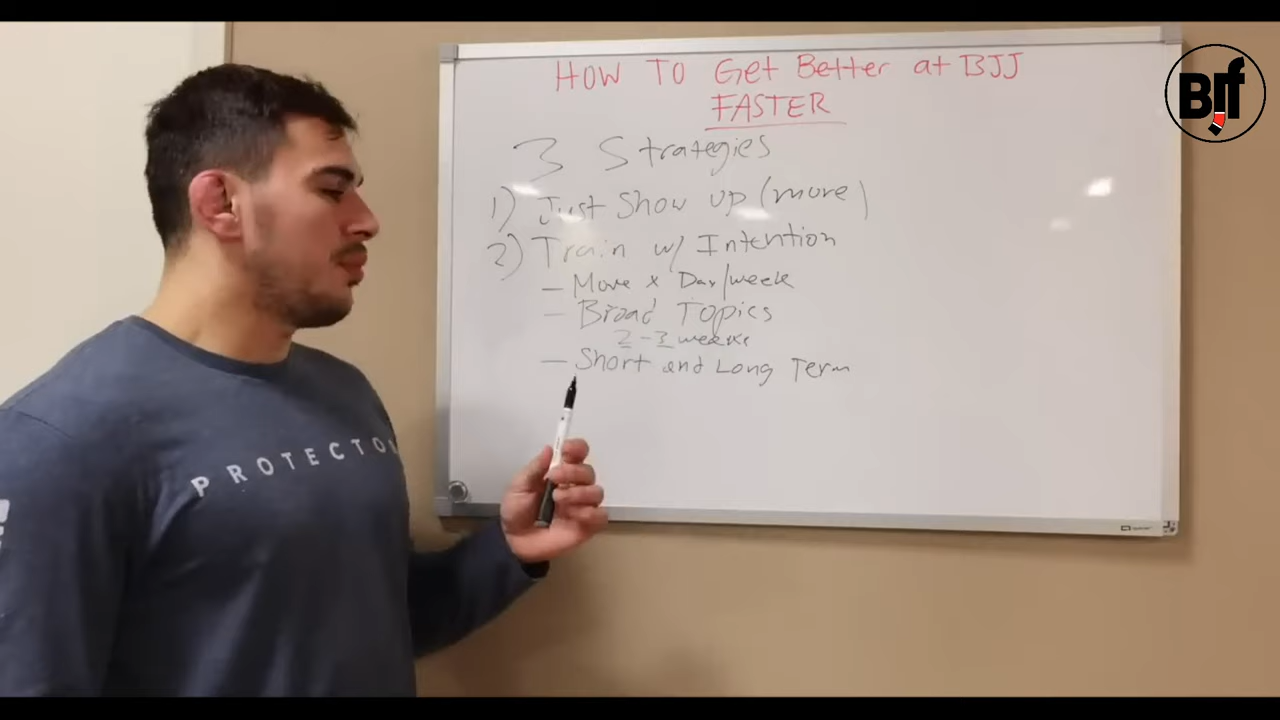 HOW TO Get Better at BJJ
FASTER
3 Strategies
1) Just Show up (more)
2) Train w/ Intention
— Move x Day/week
— Broad Topics
2-3 weeks
— Short and Long Term
PROTECTO
BJJf